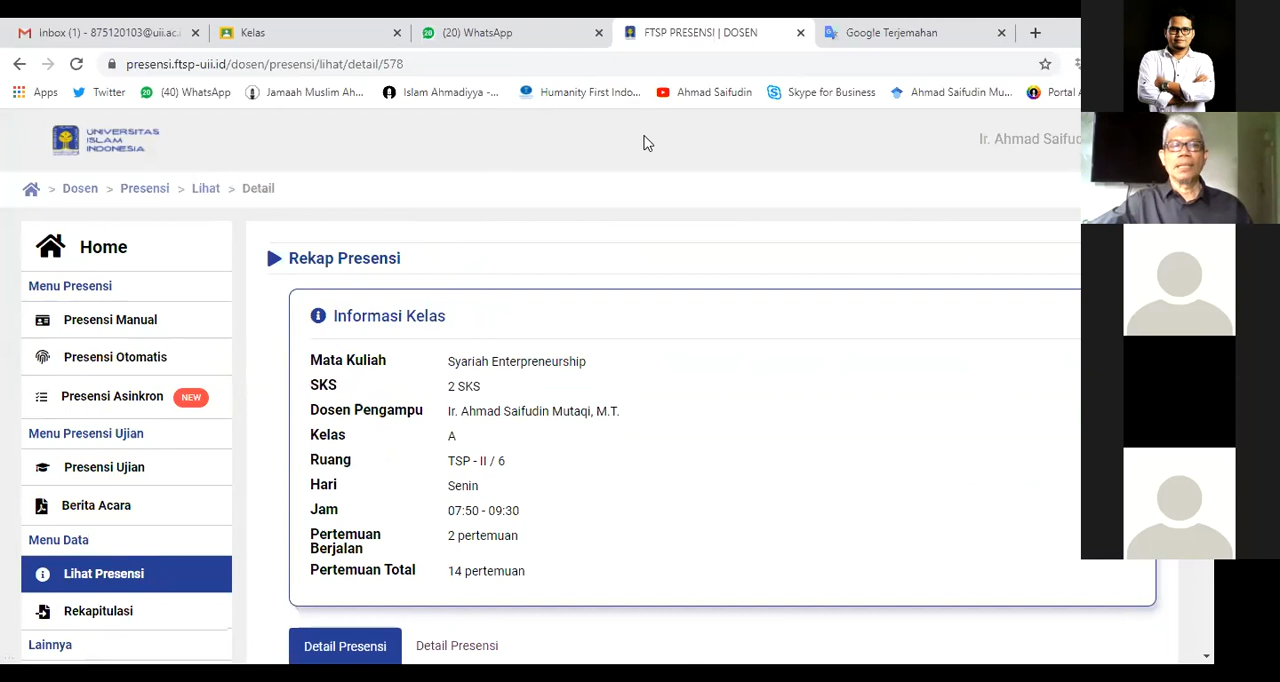 inbox (1) - 875120103@uii.ac.
Kelas
(20) WhatsApp
FTSP PRESENSI | DOSEN
Google Terjemahan
presensi.ftsp-uii.id/dosen/presensi/lihat/detail/578
Apps
Twitter
(40) WhatsApp
Jamaah Muslim Ah...
Islam Ahmadiyya -...
Humanity First Indo...
Ahmad Saifudin
Skype for Business
Ahmad Saifudin Mu...
Portal A
UNIVERSITAS
ISLAM
INDONESIA
Ir. Ahmad Saifud
> Dosen > Presensi > Lihat > Detail
Home
Menu Presensi
Presensi Manual
Presensi Otomatis
Presensi Asinkron NEW
Menu Presensi Ujian
Presensi Ujian
Berita Acara
Menu Data
Lihat Presensi
Rekapitulasi
Lainnya
Rekap Presensi
Informasi Kelas
Mata Kuliah Syariah Enterpreneurship
SKS 2 SKS
Dosen Pengampu Ir. Ahmad Saifudin Mutaqi, M.T.
Kelas A
Ruang TSP - II / 6
Hari Senin
Jam 07:50 - 09:30
Pertemuan
Berjalan 2 pertemuan
Pertemuan Total 14 pertemuan
Detail Presensi
Detail Presensi